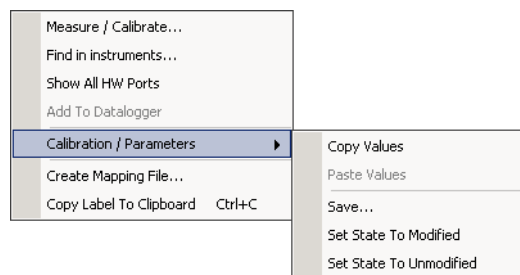 Measure / Calibrate...
Find in instruments...
Show All HW Ports
Add To Datalogger
Calibration / Parameters
Create Mapping File...
Copy Label To Clipboard Ctrl+C
Copy Values
Paste Values
Save...
Set State To Modified
Set State To Unmodified